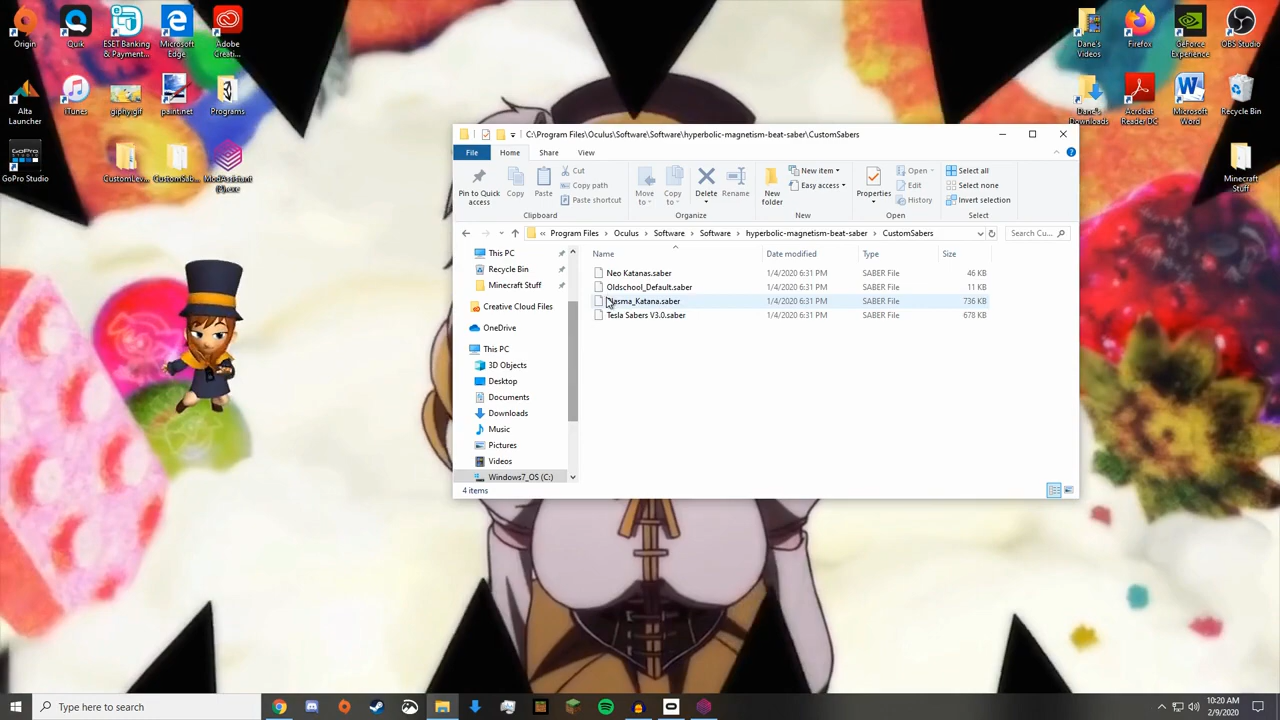 Origin
Quik
ESET Banking & Payment...
Microsoft Edge
Adobe Creati...
Alta Launcher
iTunes
giphy.gif
paint.net
Programs
GoPro Studio
CustomLev...
CustomSab...
ModAssistant (2).exe
Dane's Videos
Firefox
GeForce Experience
OBS Studio
Dane's Downloads
Acrobat Reader DC
Microsoft Word
Recycle Bin
Minecraft Stuff
C:\Program Files\Oculus\Software\Software\hyperbolic-magnetism-beat-saber\CustomSabers
File
Home
Share
View
Pin to Quick access
Copy
Paste
Cut
Copy path
Paste shortcut
Clipboard
Move to
Copy to
Delete
Rename
Organize
New folder
New item
Easy access
New
Properties
Open
Edit
History
Open
Select all
Select none
Invert selection
Select
« Program Files > Oculus > Software > Software > hyperbolic-magnetism-beat-saber > CustomSabers
Search Cu...
This PC
Recycle Bin
Minecraft Stuff
Creative Cloud Files
OneDrive
This PC
3D Objects
Desktop
Documents
Downloads
Music
Pictures
Videos
Windows7_OS (C:)
Name Date modified Type Size
Neo Katanas.saber 1/4/2020 6:31 PM SABER File 46 KB
Oldschool_Default.saber 1/4/2020 6:31 PM SABER File 11 KB
Plasma_Katana.saber 1/4/2020 6:31 PM SABER File 736 KB
Tesla Sabers V3.0.saber 1/4/2020 6:31 PM SABER File 678 KB
4 items
Type here to search
10:20 AM
2/9/2020